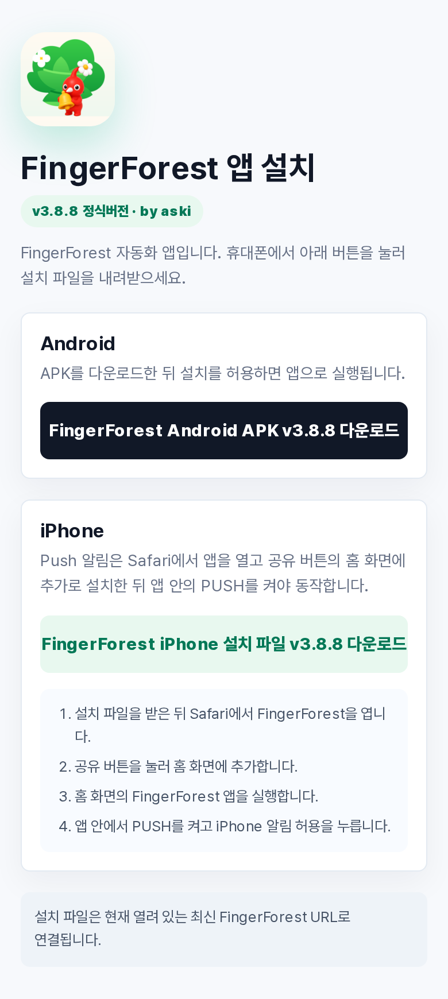 FingerForest 앱 설치
v3.8.8 정식버전 · by aski
FingerForest 자동화 앱입니다. 휴대폰에서 아래 버튼을 눌러
설치 파일을 내려받으세요.
Android
APK를 다운로드한 뒤 설치를 허용하면 앱으로 실행됩니다.
FingerForest Android APK v3.8.8 다운로드
iPhone
Push 알림은 Safari에서 앱을 열고 공유 버튼의 홈 화면에
추가로 설치한 뒤 앱 안의 PUSH를 켜야 동작합니다.
FingerForest iPhone 설치 파일 v3.8.8 다운로드
1. 설치 파일을 받은 뒤 Safari에서 FingerForest을 엽니
다.
2. 공유 버튼을 눌러 홈 화면에 추가합니다.
3. 홈 화면의 FingerForest 앱을 실행합니다.
4. 앱 안에서 PUSH를 켜고 iPhone 알림 허용을 누릅니다.
설치 파일은 현재 열려 있는 최신 FingerForest URL로
연결됩니다.